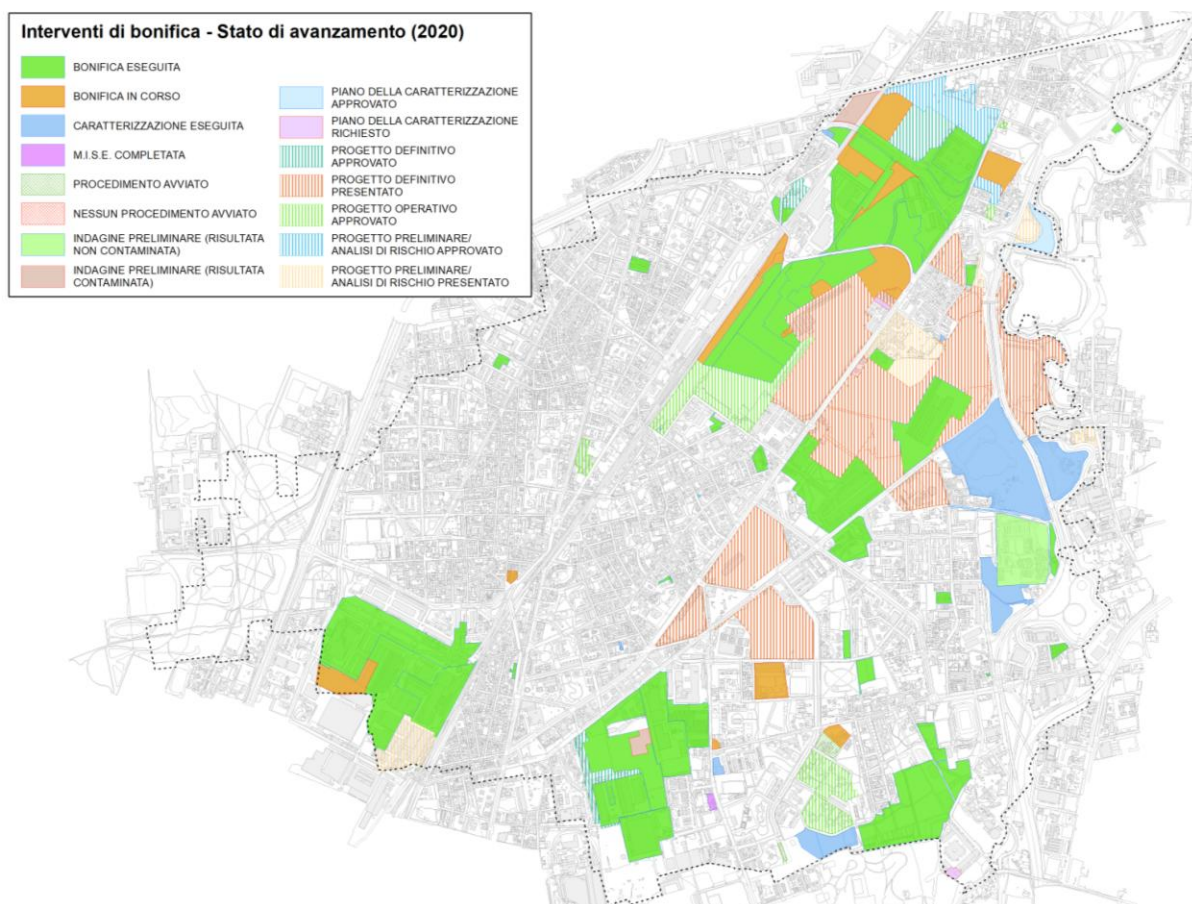 Interventi di bonifica - Stato di avanzamento (2020)
BONIFICA ESEGUITA
BONIFICA IN CORSO
CARATTERIZZAZIONE ESEGUITA
M.I.S.E. COMPLETATA
PROCEDIMENTO AVVIATO
NESSUN PROCEDIMENTO AVVIATO
INDAGINE PRELIMINARE (RISULTATA
NON CONTAMINATA)
INDAGINE PRELIMINARE (RISULTATA
CONTAMINATA)
PIANO DELLA CARATTERIZZAZIONE
APPROVATO
PIANO DELLA CARATTERIZZAZIONE
RICHIESTO
PROGETTO DEFINITIVO
APPROVATO
PROGETTO DEFINITIVO
PRESENTATO
PROGETTO OPERATIVO
APPROVATO
PROGETTO PRELIMINARE/
ANALISI DI RISCHIO APPROVATO
PROGETTO PRELIMINARE/
ANALISI DI RISCHIO PRESENTATO